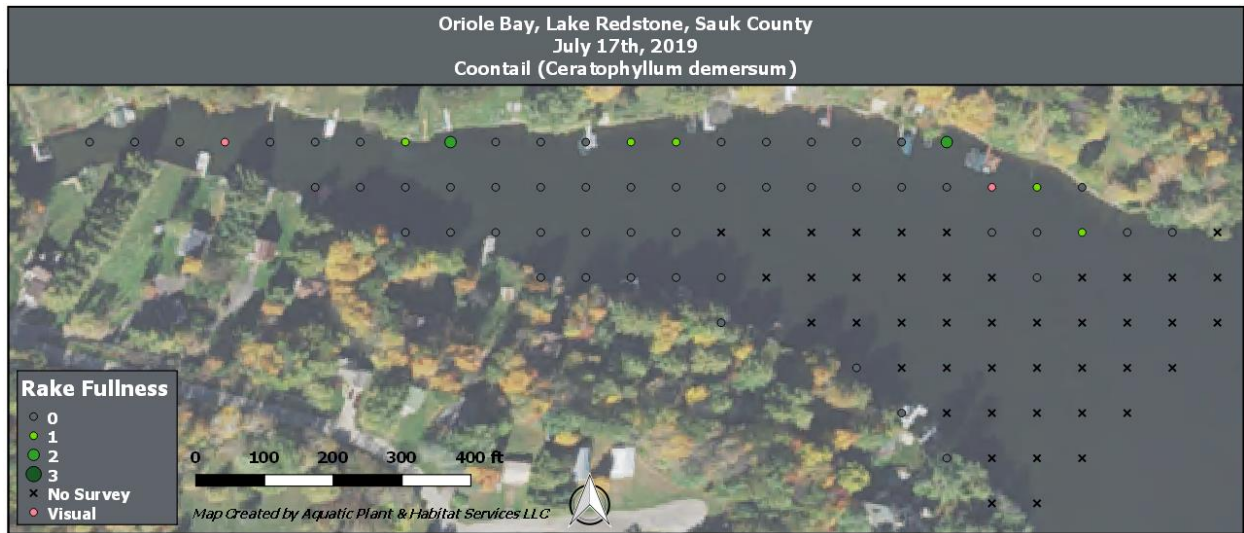 Oriole Bay, Lake Redstone, Sauk County
July 17th, 2019
Coontail (Ceratophyllum demersum)
Rake Fullness
0
1
2
3
No Survey
Visual
0 100 200 300 400 ft
Map Created by Aquatic Plant & Habitat Services LLC